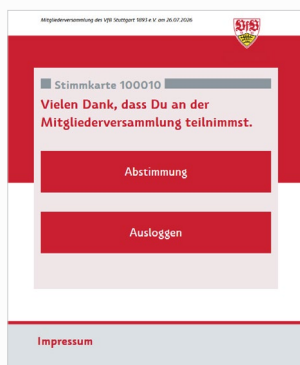 Mitgliederversammlung des VfB Stuttgart 1893 e.V. am 26.07.2026
VfB
Stimmkarte 100010
Vielen Dank, dass Du an der
Mitgliederversammlung teilnimmst.
Abstimmung
Ausloggen
Impressum